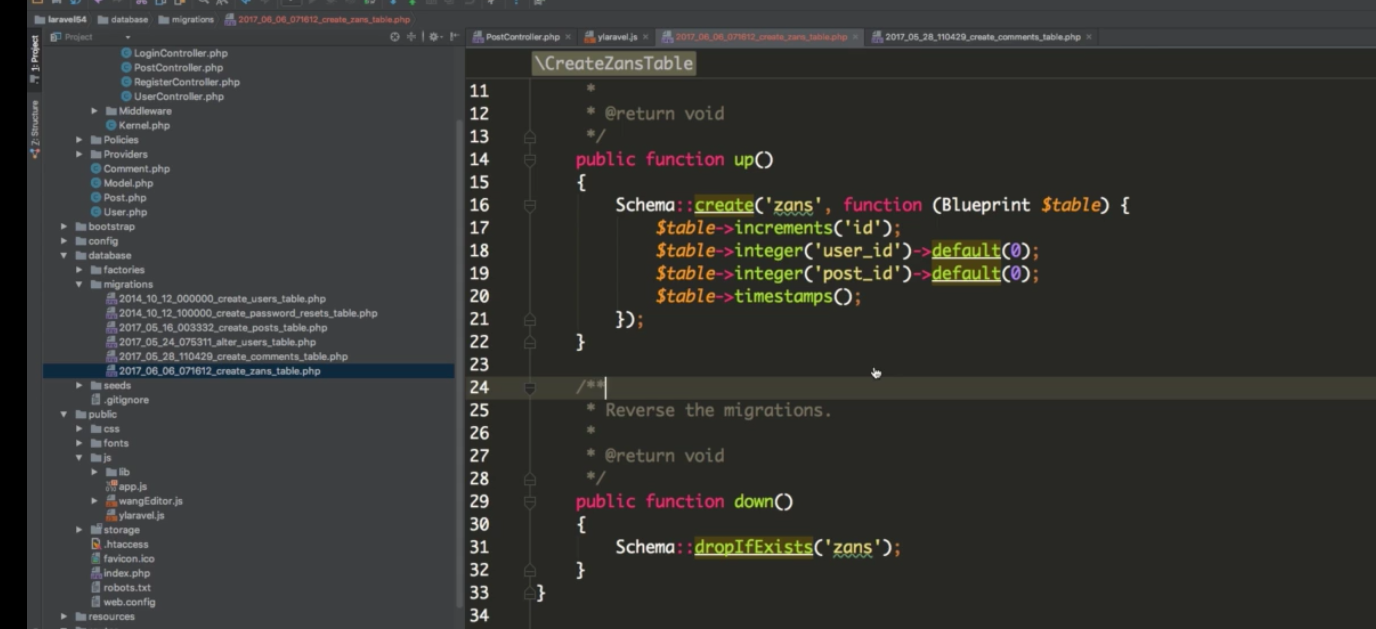 laravel54 database migrations 2017_06_06_071612_create_zans_table.php
Project
1: Project
Z: Structure
LoginController.php
PostController.php
RegisterController.php
UserController.php
Middleware
Kernel.php
Policies
Providers
Comment.php
Model.php
Post.php
User.php
bootstrap
config
database
factories
migrations
2014_10_12_000000_create_users_table.php
2014_10_12_100000_create_password_resets_table.php
2017_05_16_003332_create_posts_table.php
2017_05_24_075311_alter_users_table.php
2017_05_28_110429_create_comments_table.php
2017_06_06_071612_create_zans_table.php
seeds
.gitignore
public
css
fonts
js
lib
app.js
wangEditor.js
ylaravel.js
storage
.htaccess
favicon.ico
index.php
robots.txt
web.config
resources
PostController.php × ylaravel.js × 2017_06_06_071612_create_zans_table.php × 2017_05_28_110429_create_comments_table.php ×
\CreateZansTable
11 *
12 * @return void
13 */
14 public function up()
15 {
16 Schema::create('zans', function (Blueprint $table) {
17 $table->increments('id');
18 $table->integer('user_id')->default(0);
19 $table->integer('post_id')->default(0);
20 $table->timestamps();
21 });
22 }
23
24 /**
25 * Reverse the migrations.
26 *
27 * @return void
28 */
29 public function down()
30 {
31 Schema::dropIfExists('zans');
32 }
33 }
34